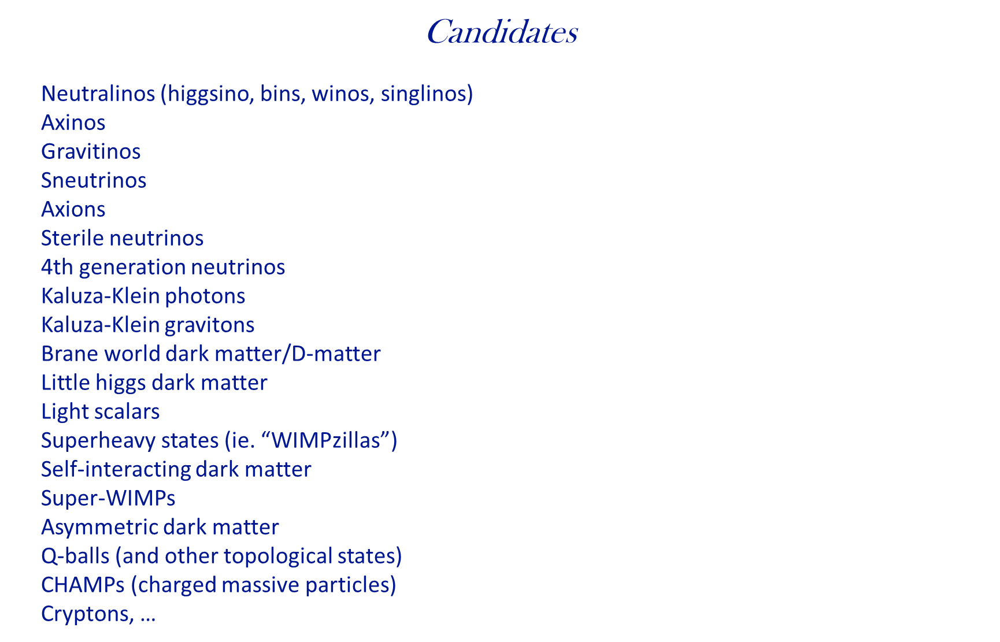 Candidates
Neutralinos (higgsino, bins, winos, singlinos)
Axinos
Gravitinos
Sneutrinos
Axions
Sterile neutrinos
4th generation neutrinos
Kaluza-Klein photons
Kaluza-Klein gravitons
Brane world dark matter/D-matter
Little higgs dark matter
Light scalars
Superheavy states (ie. “WIMPzillas”)
Self-interacting dark matter
Super-WIMPs
Asymmetric dark matter
Q-balls (and other topological states)
CHAMPs (charged massive particles)
Cryptons, …